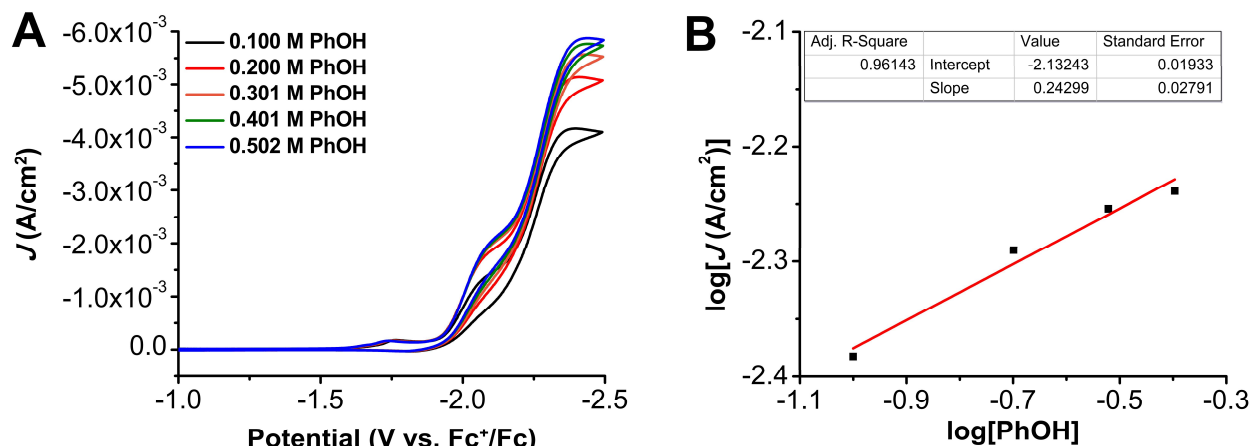 A
-6.0x10⁻³
-5.0x10⁻³
-4.0x10⁻³
-3.0x10⁻³
-2.0x10⁻³
-1.0x10⁻³
0.0
J (A/cm²)
0.100 M PhOH
0.200 M PhOH
0.301 M PhOH
0.401 M PhOH
0.502 M PhOH
-1.0 -1.5 -2.0 -2.5
Potential (V vs. Fc⁺/Fc)
B
-2.1
-2.2
-2.3
-2.4
log[J (A/cm²)]
Adj. R-Square Value Standard Error
0.96143 Intercept -2.13243 0.01933
Slope 0.24299 0.02791
-1.1 -0.9 -0.7 -0.5 -0.3
log[PhOH]